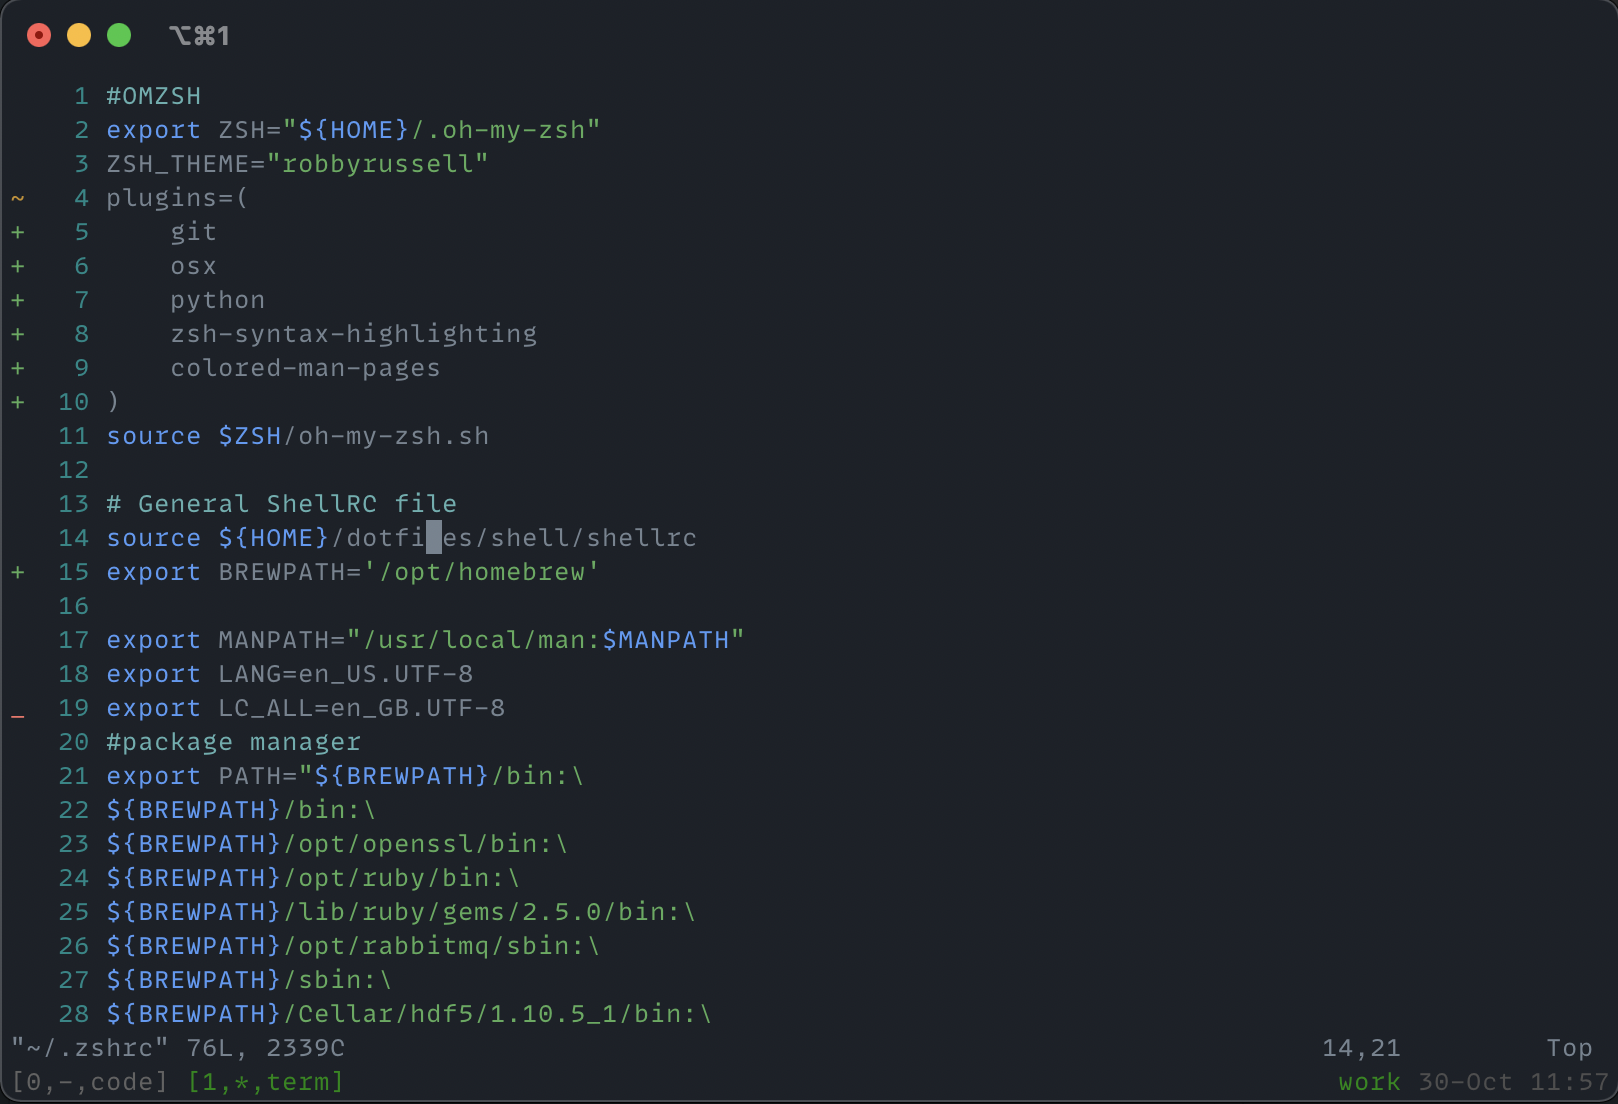 ⌥⌘1
1 #OMZSH
2 export ZSH="${HOME}/.oh-my-zsh"
3 ZSH_THEME="robbyrussell"
~ 4 plugins=(
+ 5     git
+ 6     osx
+ 7     python
+ 8     zsh-syntax-highlighting
+ 9     colored-man-pages
+ 10 )
11 source $ZSH/oh-my-zsh.sh
12
13 # General ShellRC file
14 source ${HOME}/dotfi es/shell/shellrc
+ 15 export BREWPATH='/opt/homebrew'
16
17 export MANPATH="/usr/local/man:$MANPATH"
18 export LANG=en_US.UTF-8
_ 19 export LC_ALL=en_GB.UTF-8
20 #package manager
21 export PATH="${BREWPATH}/bin:\
22 ${BREWPATH}/bin:\
23 ${BREWPATH}/opt/openssl/bin:\
24 ${BREWPATH}/opt/ruby/bin:\
25 ${BREWPATH}/lib/ruby/gems/2.5.0/bin:\
26 ${BREWPATH}/opt/rabbitmq/sbin:\
27 ${BREWPATH}/sbin:\
28 ${BREWPATH}/Cellar/hdf5/1.10.5_1/bin:\
"~/.zshrc" 76L, 2339C 14,21 Top
[0,-,code] [1,*,term] work 30-Oct 11:57